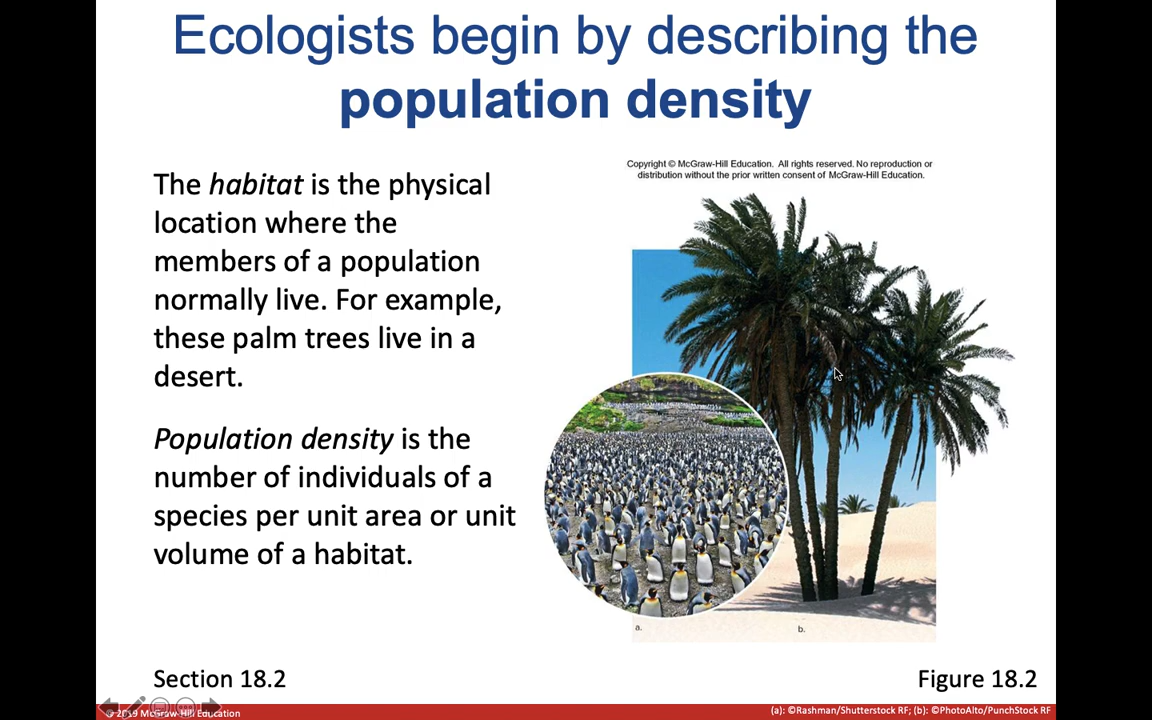 Ecologists begin by describing the
population density
Copyright © McGraw-Hill Education. All rights reserved. No reproduction or
distribution without the prior written consent of McGraw-Hill Education.
The habitat is the physical
location where the
members of a population
normally live. For example,
these palm trees live in a
desert.
Population density is the
number of individuals of a
species per unit area or unit
volume of a habitat.
a.
b.
Section 18.2
Figure 18.2
© 2019 McGraw-Hill Education
(a): ©Rashman/Shutterstock RF; (b): ©PhotoAlto/PunchStock RF